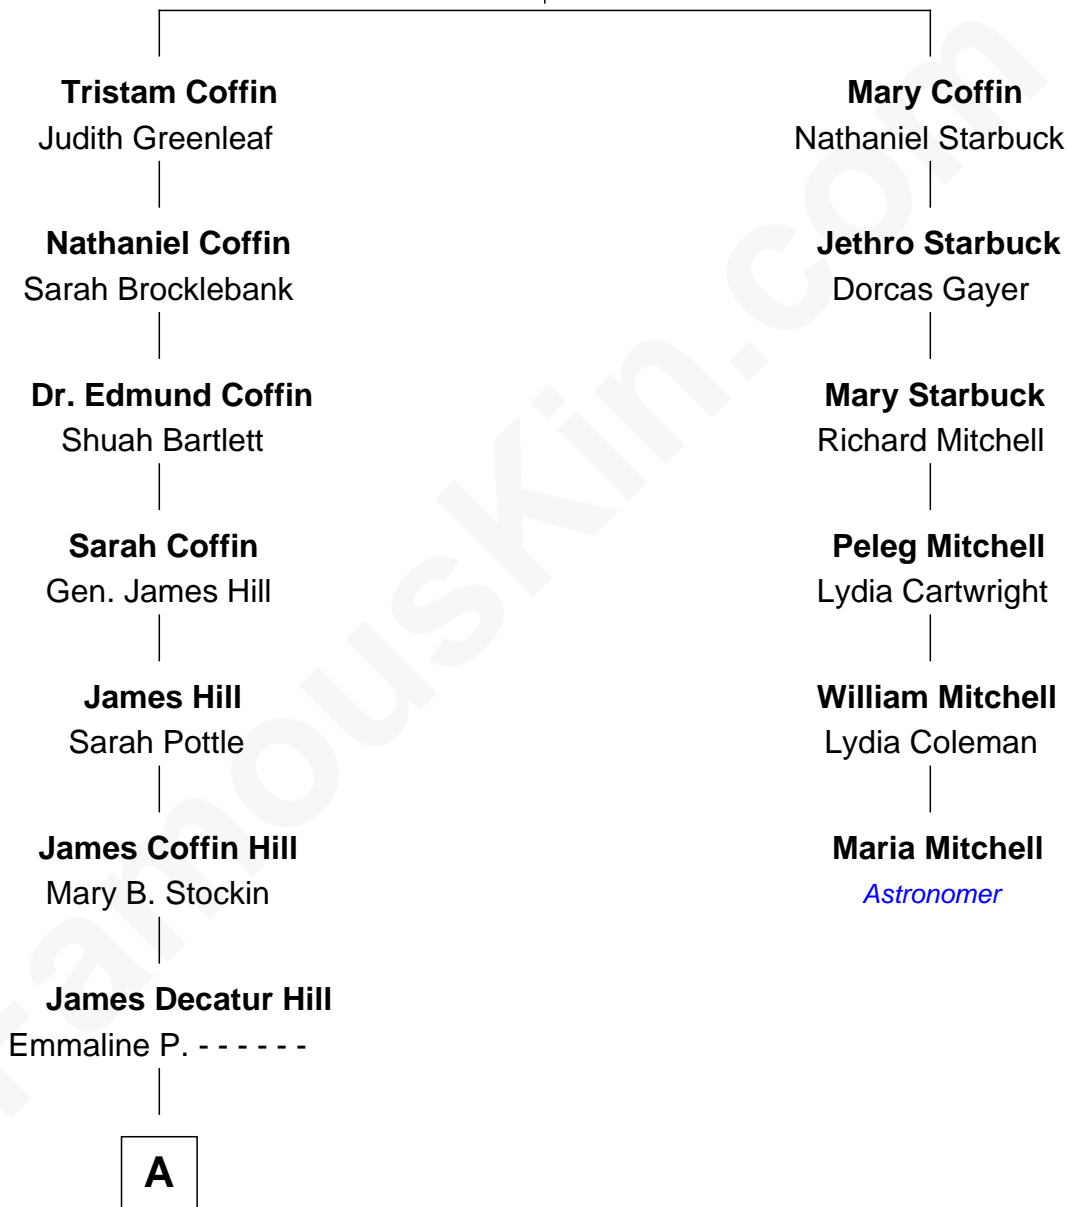 Tristam Coffin
Judith Greenleaf
Nathaniel Coffin
Sarah Brocklebank
Dr. Edmund Coffin
Shuah Bartlett
Sarah Coffin
Gen. James Hill
James Hill
Sarah Pottle
James Coffin Hill
Mary B. Stockin
James Decatur Hill
Emmaline P. - - - - - -
A
Mary Coffin
Nathaniel Starbuck
Jethro Starbuck
Dorcas Gayer
Mary Starbuck
Richard Mitchell
Peleg Mitchell
Lydia Cartwright
William Mitchell
Lydia Coleman
Maria Mitchell
Astronomer
famouskin.com